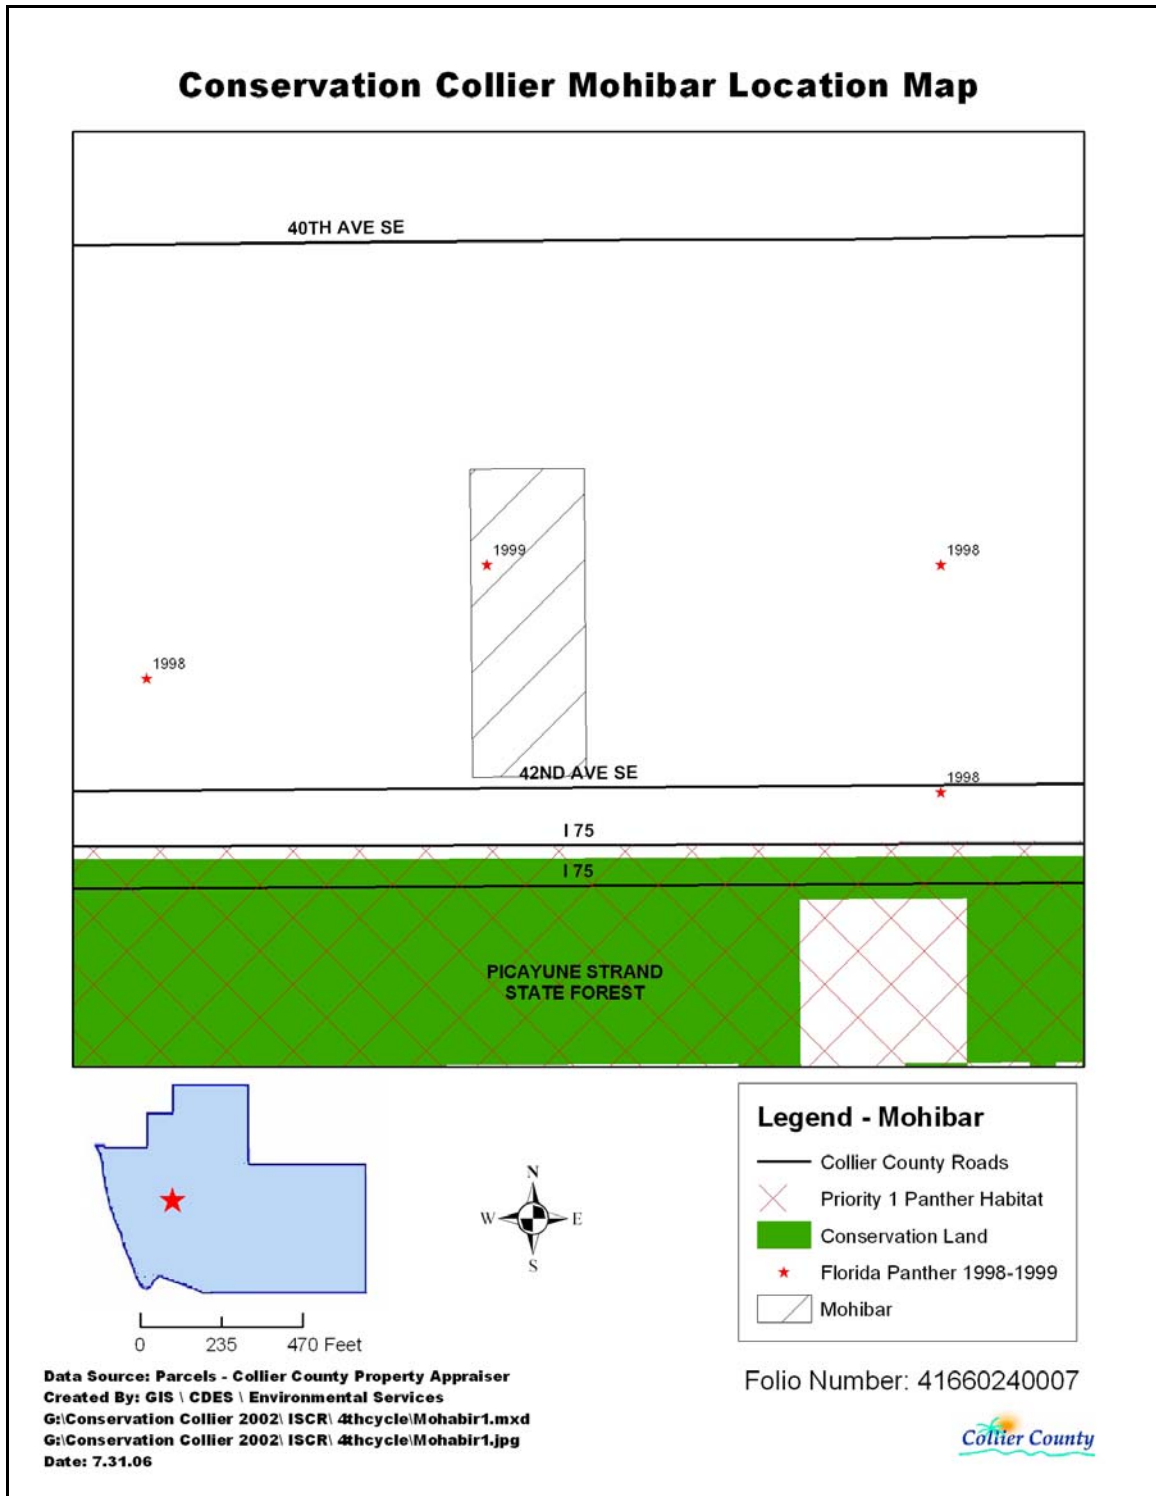 Conservation Collier Mohibar Location Map
40TH AVE SE
1999
1998
1998
42ND AVE SE
1998
I 75
I 75
PICAYUNE STRAND
STATE FOREST
Legend - Mohibar
Collier County Roads
Priority 1 Panther Habitat
Conservation Land
Florida Panther 1998-1999
Mohibar
N
W E
S
0 235 470 Feet
Data Source: Parcels - Collier County Property Appraiser
Created By: GIS \ CDES \ Environmental Services
G:\Conservation Collier 2002\ ISCR\ 4thcycle\Mohabir1.mxd
G:\Conservation Collier 2002\ ISCR\ 4thcycle\Mohabir1.jpg
Date: 7.31.06
Folio Number: 41660240007
Collier County